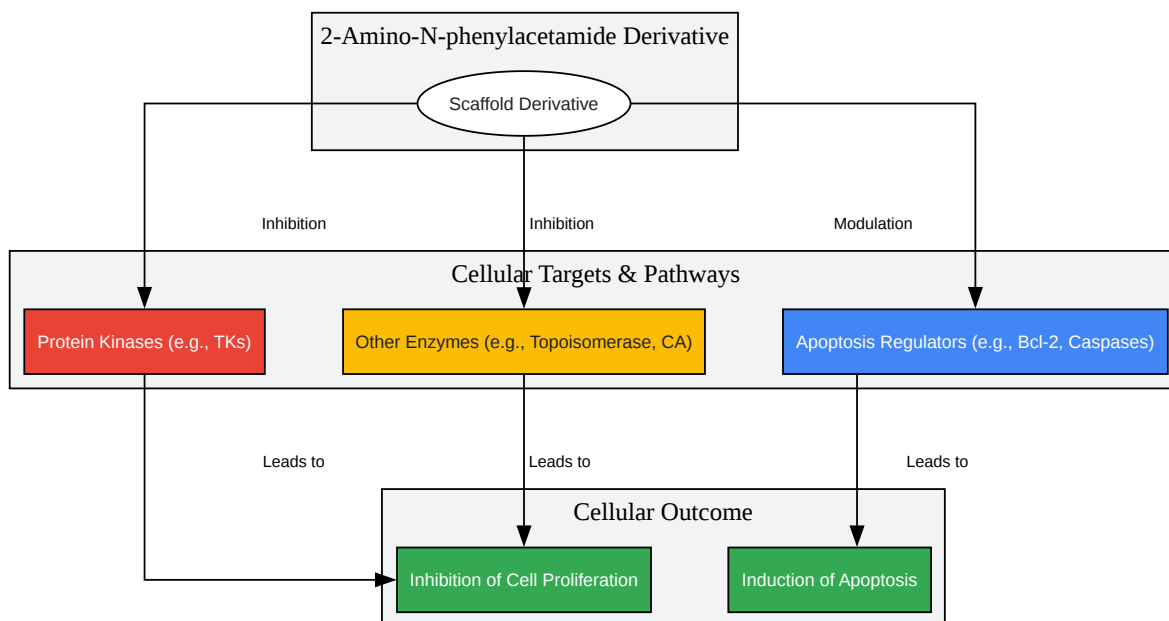 2-Amino-N-phenylacetamide Derivative
Scaffold Derivative
Inhibition
Inhibition
Modulation
Cellular Targets & Pathways
Protein Kinases (e.g., TKs)
Other Enzymes (e.g., Topoisomerase, CA)
Apoptosis Regulators (e.g., Bcl-2, Caspases)
Leads to
Leads to
Leads to
Cellular Outcome
Inhibition of Cell Proliferation
Induction of Apoptosis